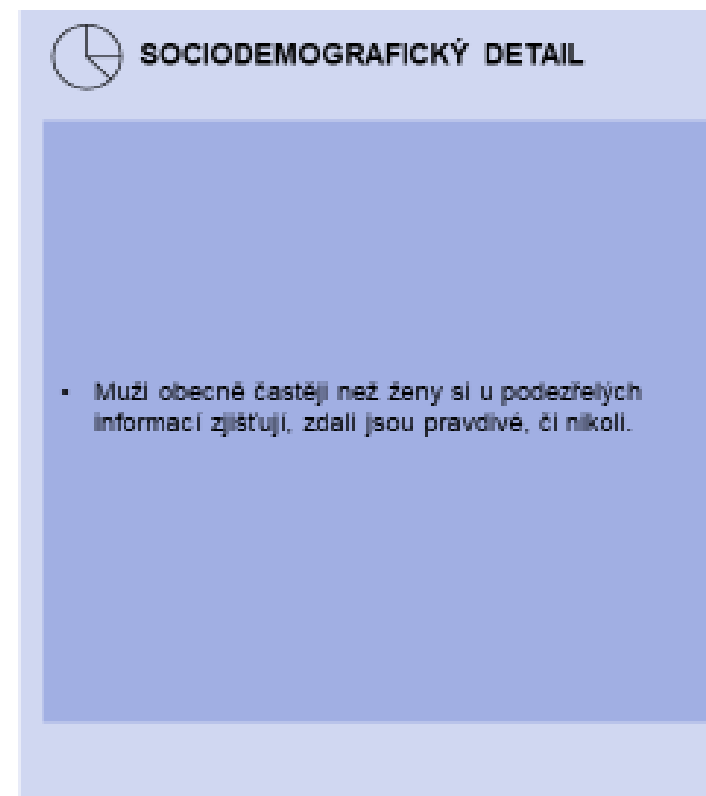 SOCIODEMOGRAFICKÝ DETAIL
▪ Muži obecně častěji než ženy si u podezřelých
informací zjišťují, zdali jsou pravdivé, či nikoli.